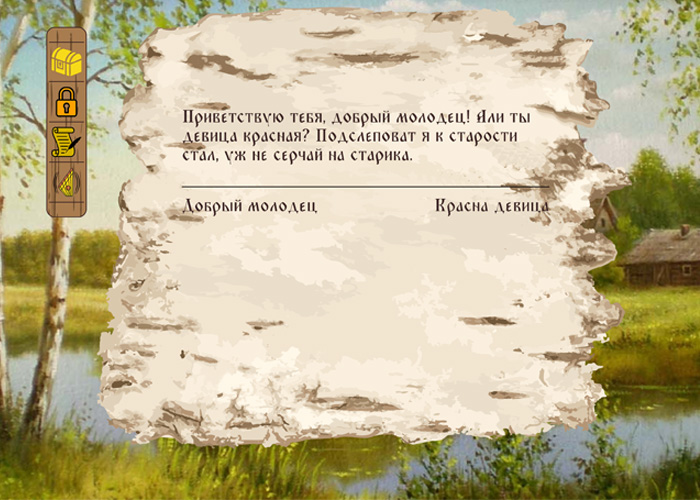 Приветствую тебя, добрый молодец! Али ты
девица красная? Подслеповат я к старости
стал, уж не серчай на старика.
Добрый молодец Красна девица